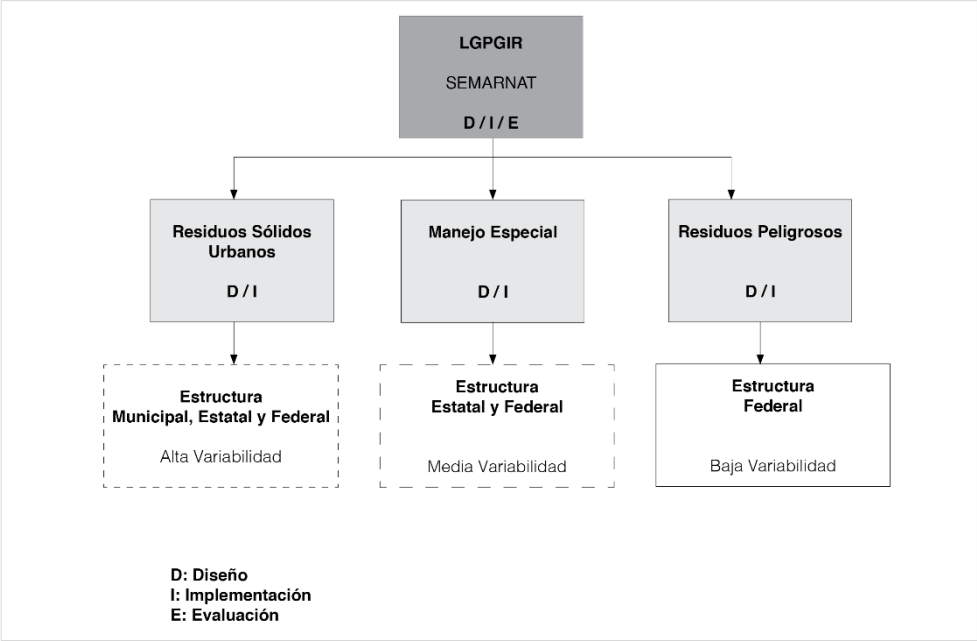 LGPGIR
SEMARNAT
D / I / E
Residuos Sólidos
Urbanos
D / I
Manejo Especial
D / I
Residuos Peligrosos
D / I
Estructura
Municipal, Estatal y Federal
Alta Variabilidad
Estructura
Estatal y Federal
Media Variabilidad
Estructura
Federal
Baja Variabilidad
D: Diseño
I: Implementación
E: Evaluación